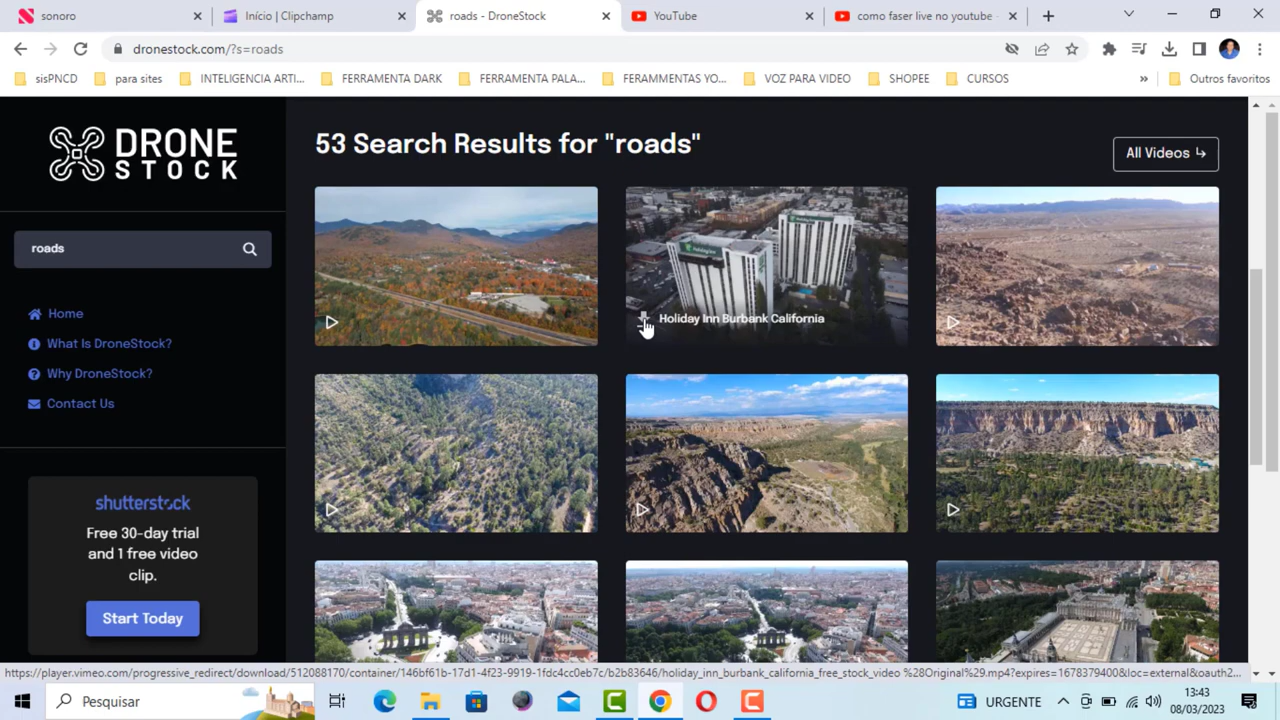 sonoro
Início | Clipchamp
roads - DroneStock
YouTube
como faser live no youtube -
dronestock.com/?s=roads
sisPNCD
para sites
INTELIGENCIA ARTI...
FERRAMENTA DARK
FERRAMENTA PALA...
FERAMMENTAS YO...
VOZ PARA VIDEO
SHOPEE
CURSOS
»
Outros favoritos
DRONE
STOCK
roads
Home
What Is DroneStock?
Why DroneStock?
Contact Us
shutterstock
Free 30-day trial
and 1 free video
clip.
Start Today
53 Search Results for "roads"
All Videos
Holiday Inn Burbank California
https://player.vimeo.com/progressive_redirect/download/512088170/container/146bf61b-17d1-4f23-9919-1fdc4cc0eb7c/b2b83646/holiday_inn_burbank_california_free_stock_video %28Original%29.mp4?expires=1678379400&loc=external&oauth2...
Pesquisar
URGENTE
13:43
08/03/2023